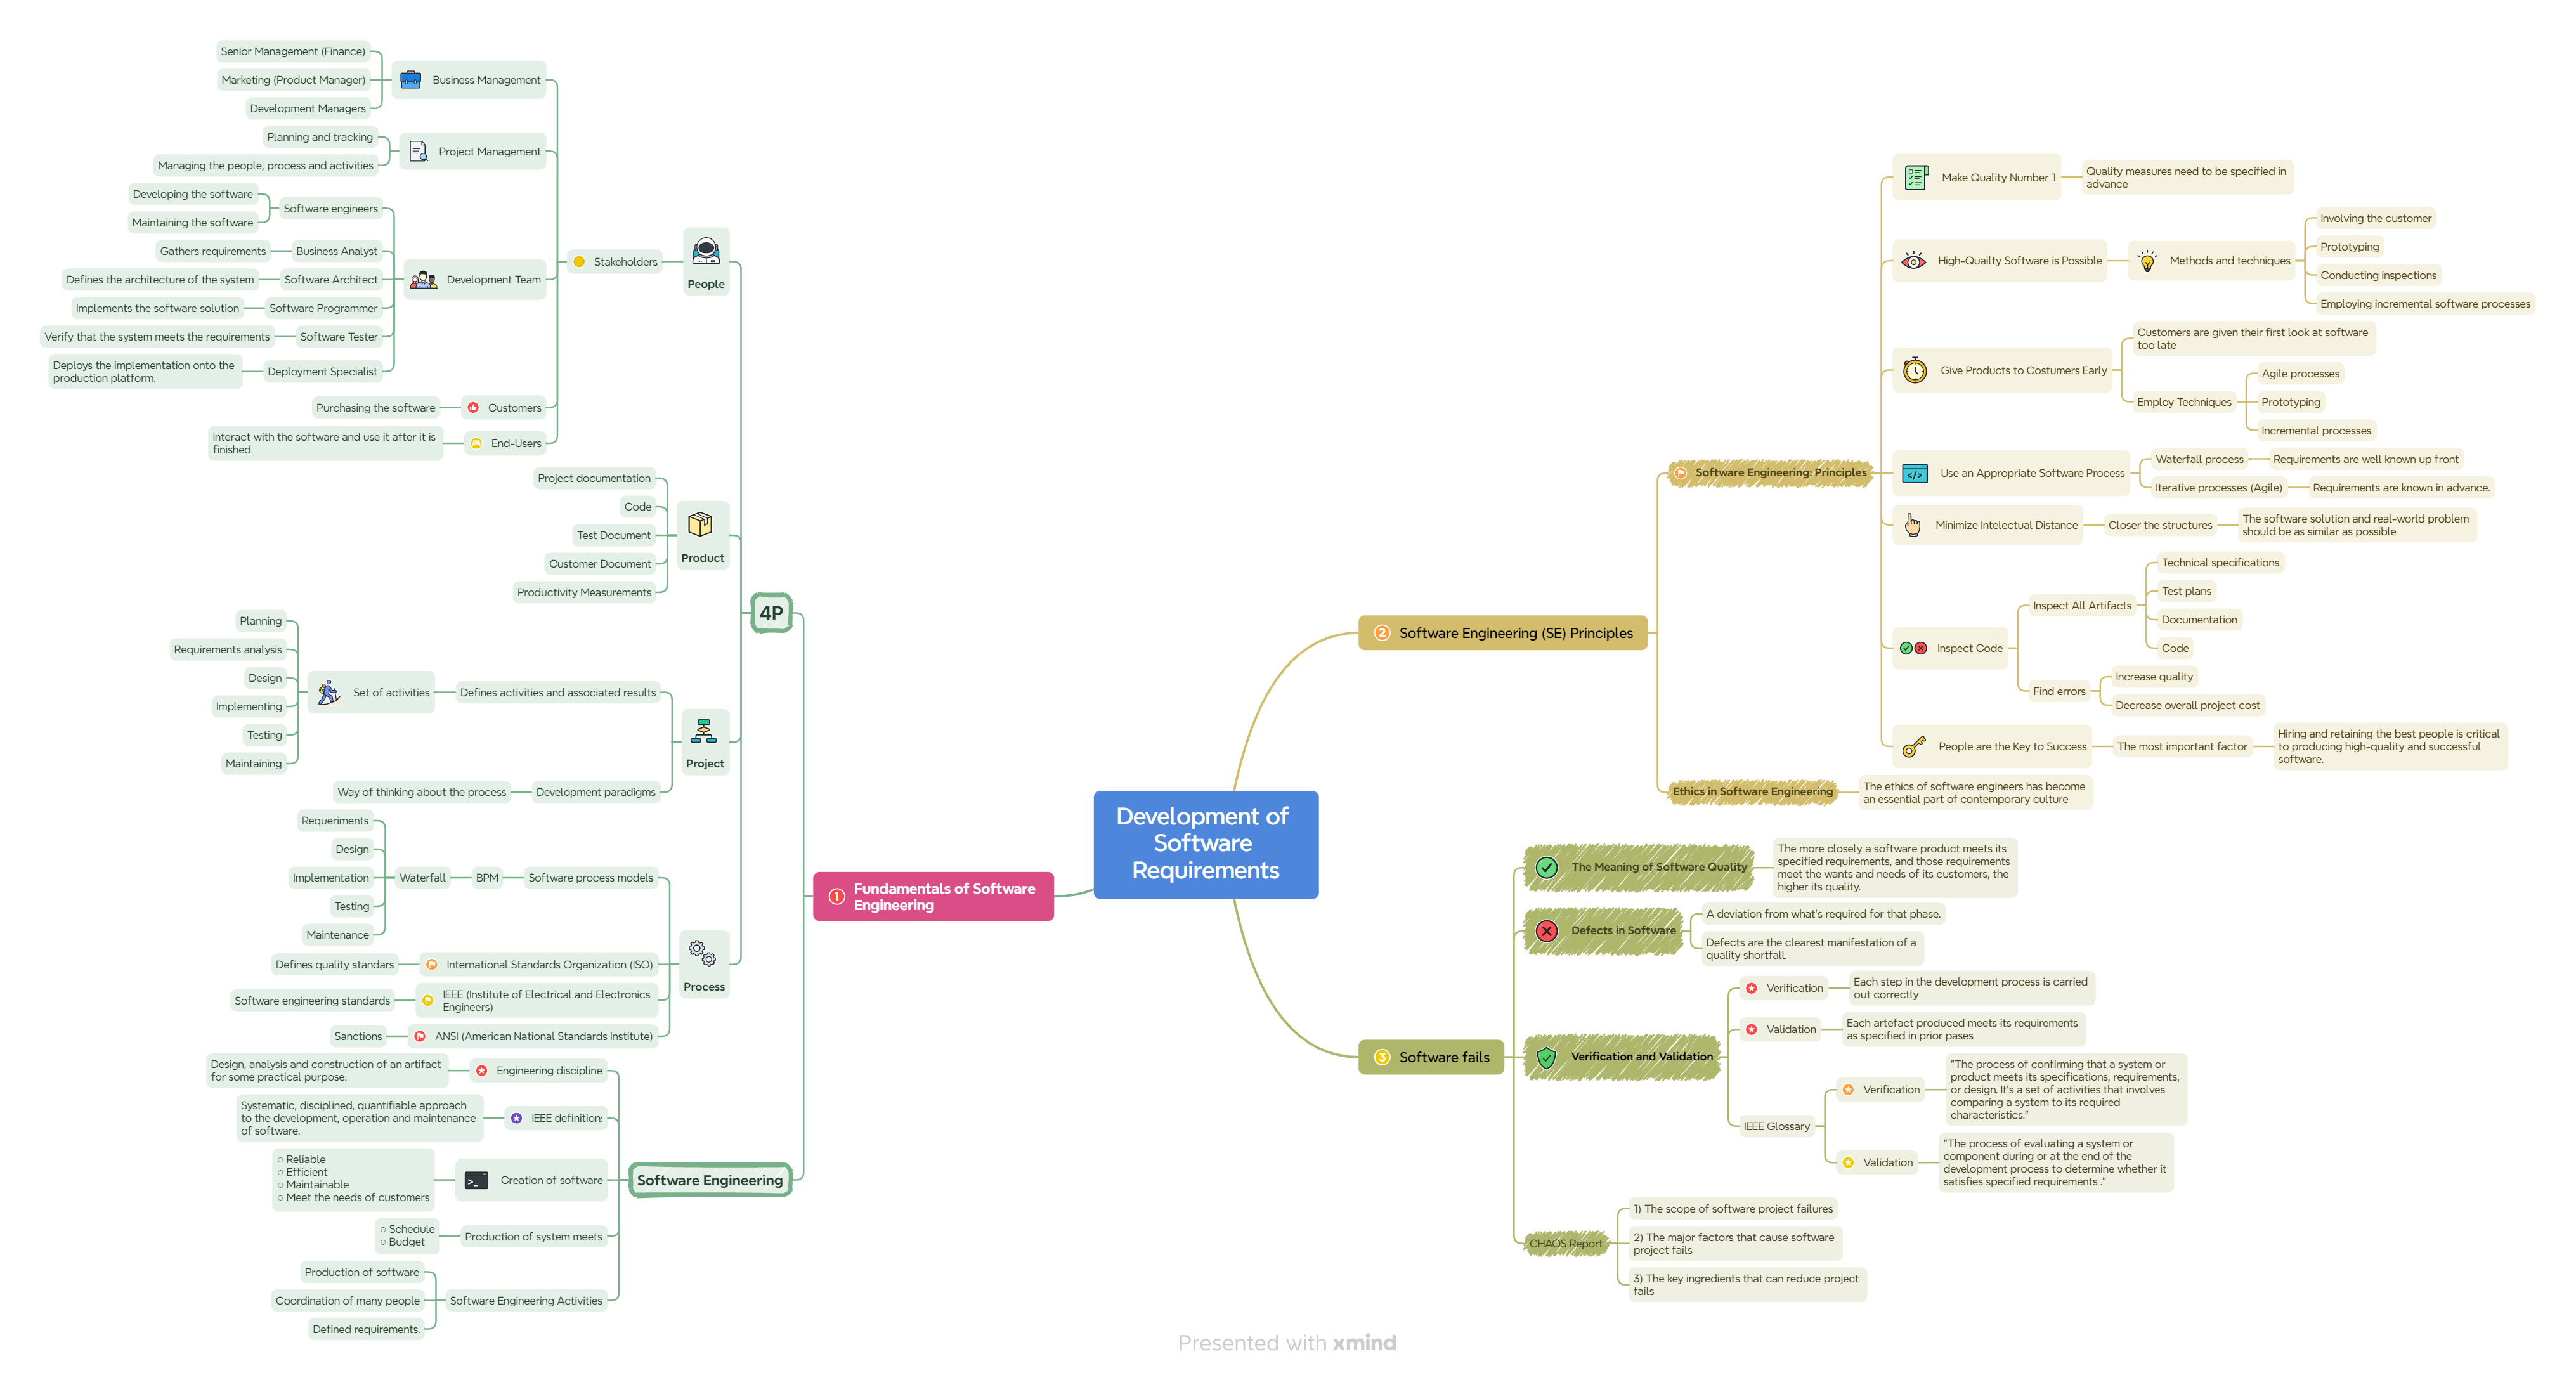 Development of
Software
Requirements
1
Fundamentals of Software
Engineering
4P
People
Stakeholders
Business Management
Senior Management (Finance)
Marketing (Product Manager)
Development Managers
Project Management
Planning and tracking
Managing the people, process and activities
Development Team
Software engineers
Developing the software
Maintaining the software
Business Analyst
Gathers requirements
Software Architect
Defines the architecture of the system
Software Programmer
Implements the software solution
Software Tester
Verify that the system meets the requirements
Deployment Specialist
Deploys the implementation onto the
production platform.
Customers
Purchasing the software
End-Users
Interact with the software and use it after it is
finished
Product
Project documentation
Code
Test Document
Customer Document
Productivity Measurements
Project
Defines activities and associated results
Set of activities
Planning
Requirements analysis
Design
Implementing
Testing
Maintaining
Development paradigms
Way of thinking about the process
Process
Software process models
BPM
Waterfall
Requeriments
Design
Implementation
Testing
Maintenance
International Standards Organization (ISO)
Defines quality standars
IEEE (Institute of Electrical and Electronics
Engineers)
Software engineering standards
ANSI (American National Standards Institute)
Sanctions
Software Engineering
Engineering discipline
Design, analysis and construction of an artifact
for some practical purpose.
IEEE definition:
Systematic, disciplined, quantifiable approach
to the development, operation and maintenance
of software.
Creation of software
○ Reliable
○ Efficient
○ Maintainable
○ Meet the needs of customers
Production of system meets
○ Schedule
○ Budget
Software Engineering Activities
Production of software
Coordination of many people
Defined requirements.
2
Software Engineering (SE) Principles
Software Engineering: Principles
Make Quality Number 1
Quality measures need to be specified in
advance
High-Quailty Software is Possible
Methods and techniques
Involving the customer
Prototyping
Conducting inspections
Employing incremental software processes
Give Products to Costumers Early
Customers are given their first look at software
too late
Employ Techniques
Agile processes
Prototyping
Incremental processes
Use an Appropriate Software Process
</>
Waterfall process
Requirements are well known up front
Iterative processes (Agile)
Requirements are known in advance.
Minimize Intelectual Distance
Closer the structures
The software solution and real-world problem
should be as similar as possible
Inspect Code
Inspect All Artifacts
Technical specifications
Test plans
Documentation
Code
Find errors
Increase quality
Decrease overall project cost
People are the Key to Success
The most important factor
Hiring and retaining the best people is critical
to producing high-quality and successful
software.
Ethics in Software Engineering
The ethics of software engineers has become
an essential part of contemporary culture
3
Software fails
The Meaning of Software Quality
The more closely a software product meets its
specified requirements, and those requirements
meet the wants and needs of its customers, the
higher its quality.
Defects in Software
A deviation from what's required for that phase.
Defects are the clearest manifestation of a
quality shortfall.
Verification and Validation
Verification
Each step in the development process is carried
out correctly
Validation
Each artefact produced meets its requirements
as specified in prior pases
IEEE Glossary
Verification
"The process of confirming that a system or
product meets its specifications, requirements,
or design. It's a set of activities that involves
comparing a system to its required
characteristics."
Validation
"The process of evaluating a system or
component during or at the end of the
development process to determine whether it
satisfies specified requirements ."
CHAOS Report
1) The scope of software project failures
2) The major factors that cause software
project fails
3) The key ingredients that can reduce project
fails
Presented with xmind